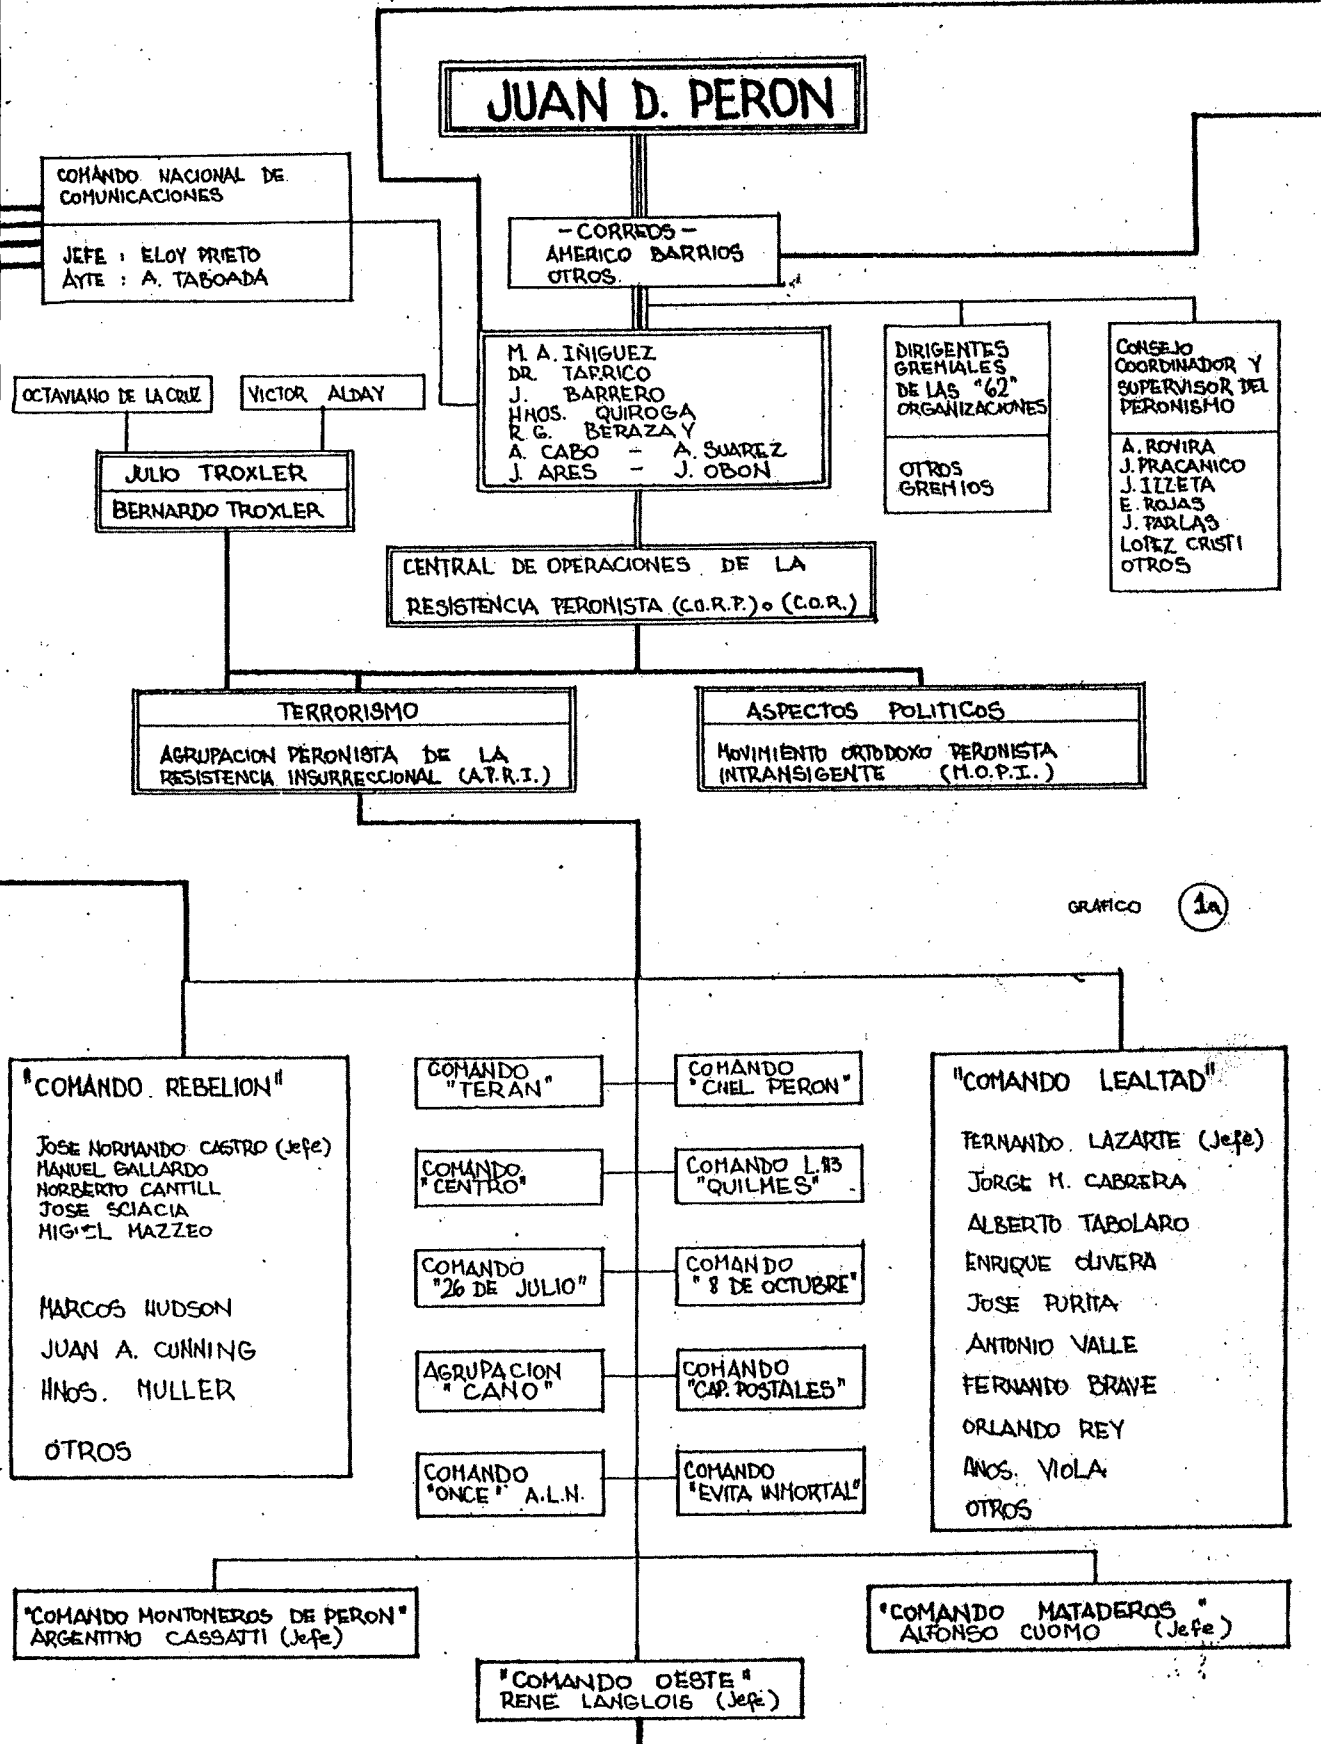 JUAN D. PERON
COMANDO NACIONAL DE
COMUNICACIONES
JEFE : ELOY PRIETO
AYTE : A. TABOADA
- CORREOS -
AMERICO BARRIOS
OTROS.
M. A. IÑIGUEZ
DR. TAFRICO
J. BARRERO
HNOS. QUIROGA
R. G. BERAZAY
A. CABO - A. SUAREZ
J. ARES - J. OBON
DIRIGENTES
GREMIALES
DE LAS "62"
ORGANIZACIONES
OTROS
GREMIOS
CONSEJO
COORDINADOR Y
SUPERVISOR DEL
PERONISMO
A. ROVIRA
J. PRACANICO
J. IZZETA
E. ROJAS
J. PARLAS
LOPEZ CRISTI
OTROS
OCTAVIANO DE LA CRUZ
VICTOR ALDAY
JULIO TROXLER
BERNARDO TROXLER
CENTRAL DE OPERACIONES DE LA
RESISTENCIA PERONISTA (C.O.R.P.) o (C.O.R.)
TERRORISMO
AGRUPACION PERONISTA DE LA
RESISTENCIA INSURRECCIONAL (A.P.R.I.)
ASPECTOS POLITICOS
MOVIMIENTO ORTODOXO PERONISTA
INTRANSIGENTE (M.O.P.I.)
GRAFICO 1a
"COMANDO REBELION"
JOSE NORMANDO CASTRO (Jefe)
MANUEL GALLARDO
NORBERTO CANTILL
JOSE SCIACIA
MIGUEL MAZZEO
MARCOS HUDSON
JUAN A. CUNNING
HNOS. MULLER
OTROS
COMANDO
"TERAN"
COMANDO
"CNEL PERON"
COMANDO
"CENTRO"
COMANDO L.113
"QUILMES"
COMANDO
"26 DE JULIO"
COMANDO
"8 DE OCTUBRE"
AGRUPACION
"CANO"
COMANDO
"CAP. POSTALES"
COMANDO
"ONCE" A.L.N.
COMANDO
"EVITA INMORTAL"
"COMANDO LEALTAD"
FERNANDO LAZARTE (Jefe)
JORGE M. CABRERA
ALBERTO TABOLARO
ENRIQUE OLIVERA
JOSE PURITA
ANTONIO VALLE
FERNANDO BRAVE
ORLANDO REY
VIOLA
OTROS
"COMANDO MONTONEROS DE PERON"
ARGENTINO CASSATTI (Jefe)
"COMANDO MATADEROS"
ALFONSO CUOMO (Jefe)
"COMANDO OESTE"
RENE LANGLOIS (Jefe)